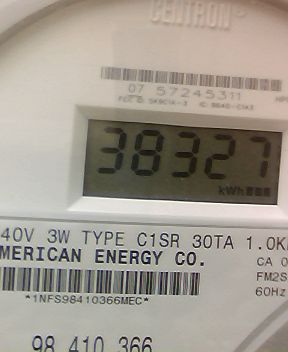 CENTRON®
07 57245311
38327
kWh
40V 3W TYPE C1SR 30TA 1.0K
MERICAN ENERGY CO.
CA 0
FM2S
60Hz
*1NFS98410366MEC*
98 410 366